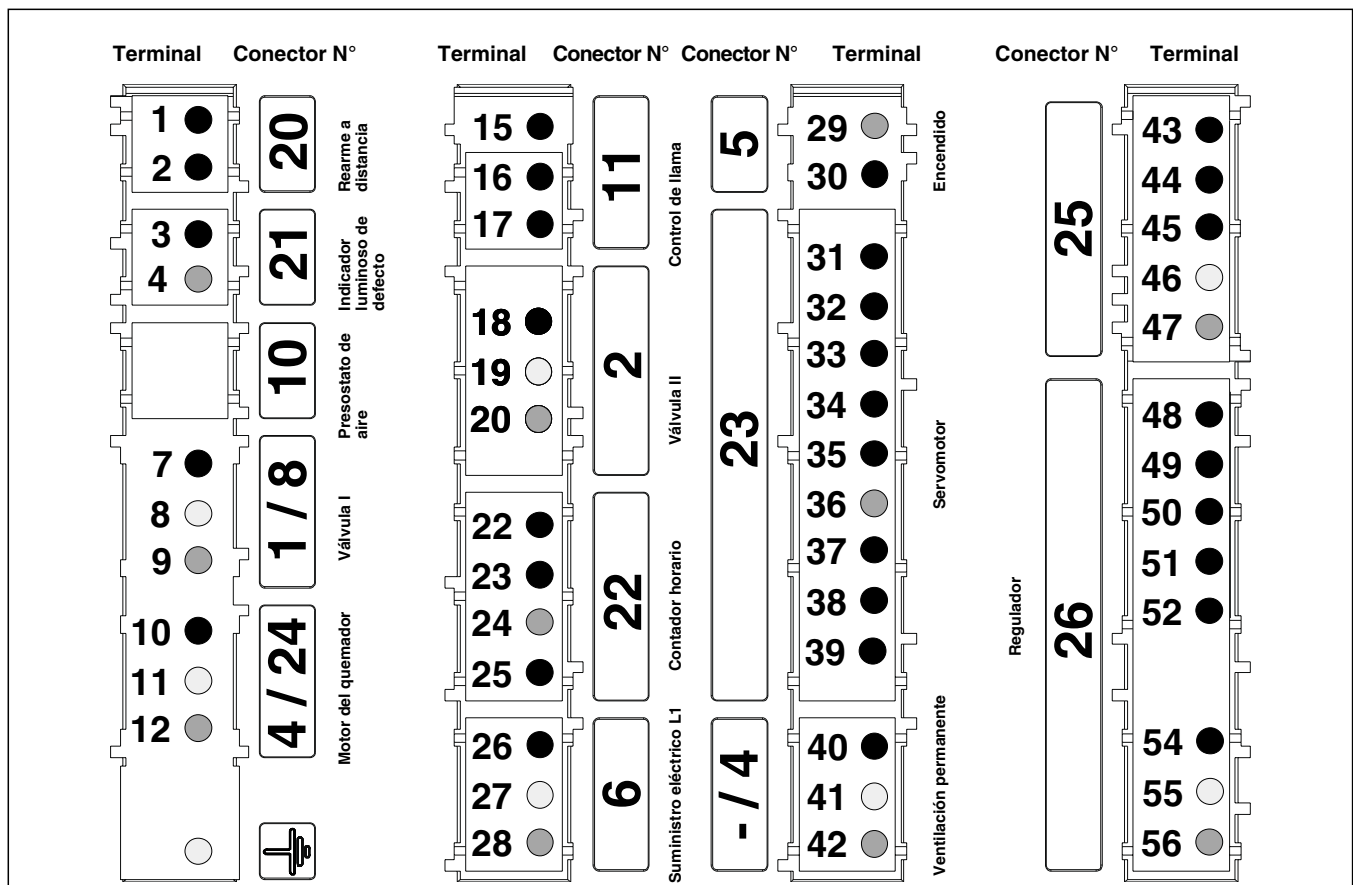 Terminal Conector N°
1
2
20
Rearme a
distancia
3
4
21
Indicador
luminoso de
defecto
10
Presostato de
aire
7
8
9
1 / 8
Válvula I
10
11
12
4 / 24
Motor del quemador
Terminal Conector N°
15
16
17
11
Control de llama
18
19
20
2
Válvula II
22
23
24
25
22
Contador horario
26
27
28
6
Suministro eléctrico L1
Conector N° Terminal
5
29
30
Encendido
23
31
32
33
34
35
36
37
38
39
Servomotor
- / 4
40
41
42
Ventilación permanente
Conector N° Terminal
25
43
44
45
46
47
Regulador
26
48
49
50
51
52
54
55
56